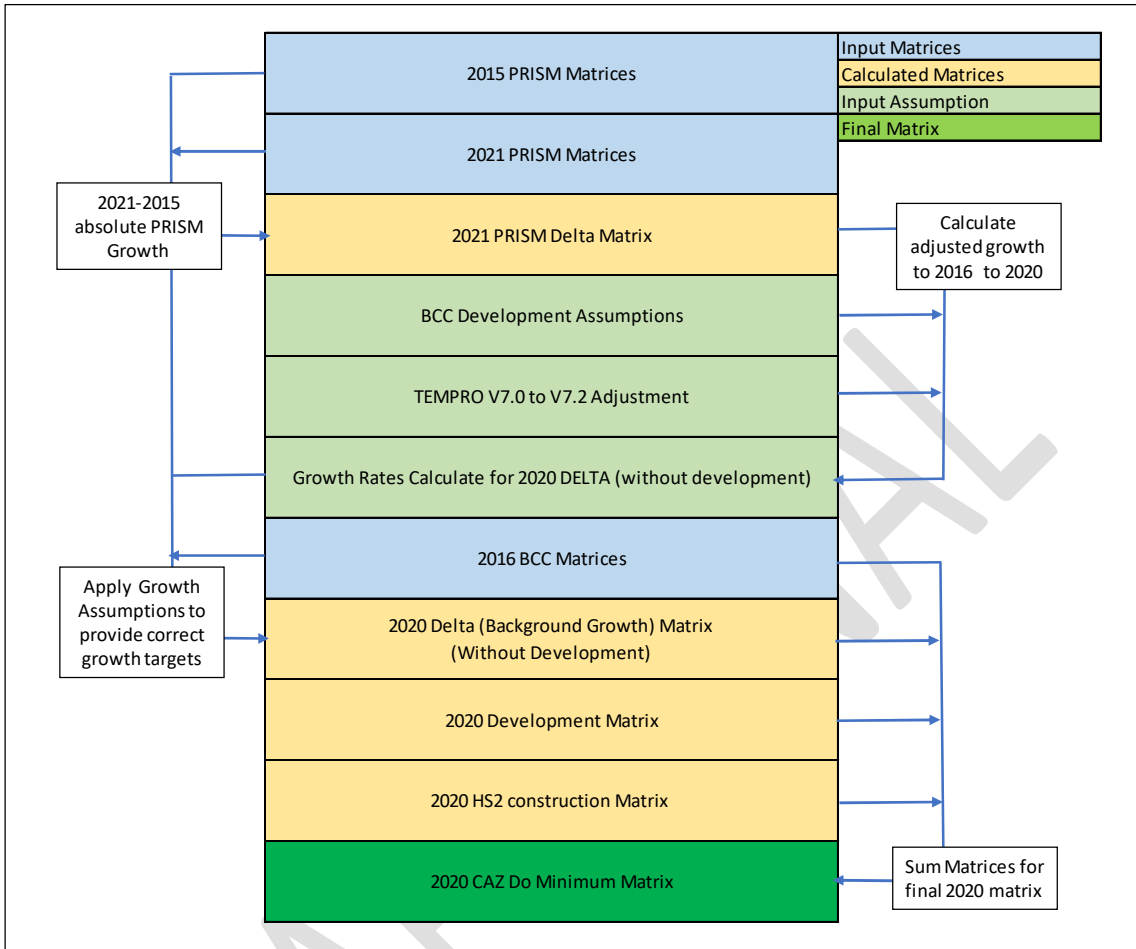 2015 PRISM Matrices
Input Matrices
Calculated Matrices
Input Assumption
Final Matrix
2021 PRISM Matrices
2021-2015
absolute PRISM
Growth
2021 PRISM Delta Matrix
Calculate
adjusted growth
to 2016 to 2020
BCC Development Assumptions
TEMPRO V7.0 to V7.2 Adjustment
Growth Rates Calculate for 2020 DELTA (without development)
2016 BCC Matrices
Apply Growth
Assumptions to
provide correct
growth targets
2020 Delta (Background Growth) Matrix
(Without Development)
2020 Development Matrix
2020 HS2 construction Matrix
2020 CAZ Do Minimum Matrix
Sum Matrices for
final 2020 matrix